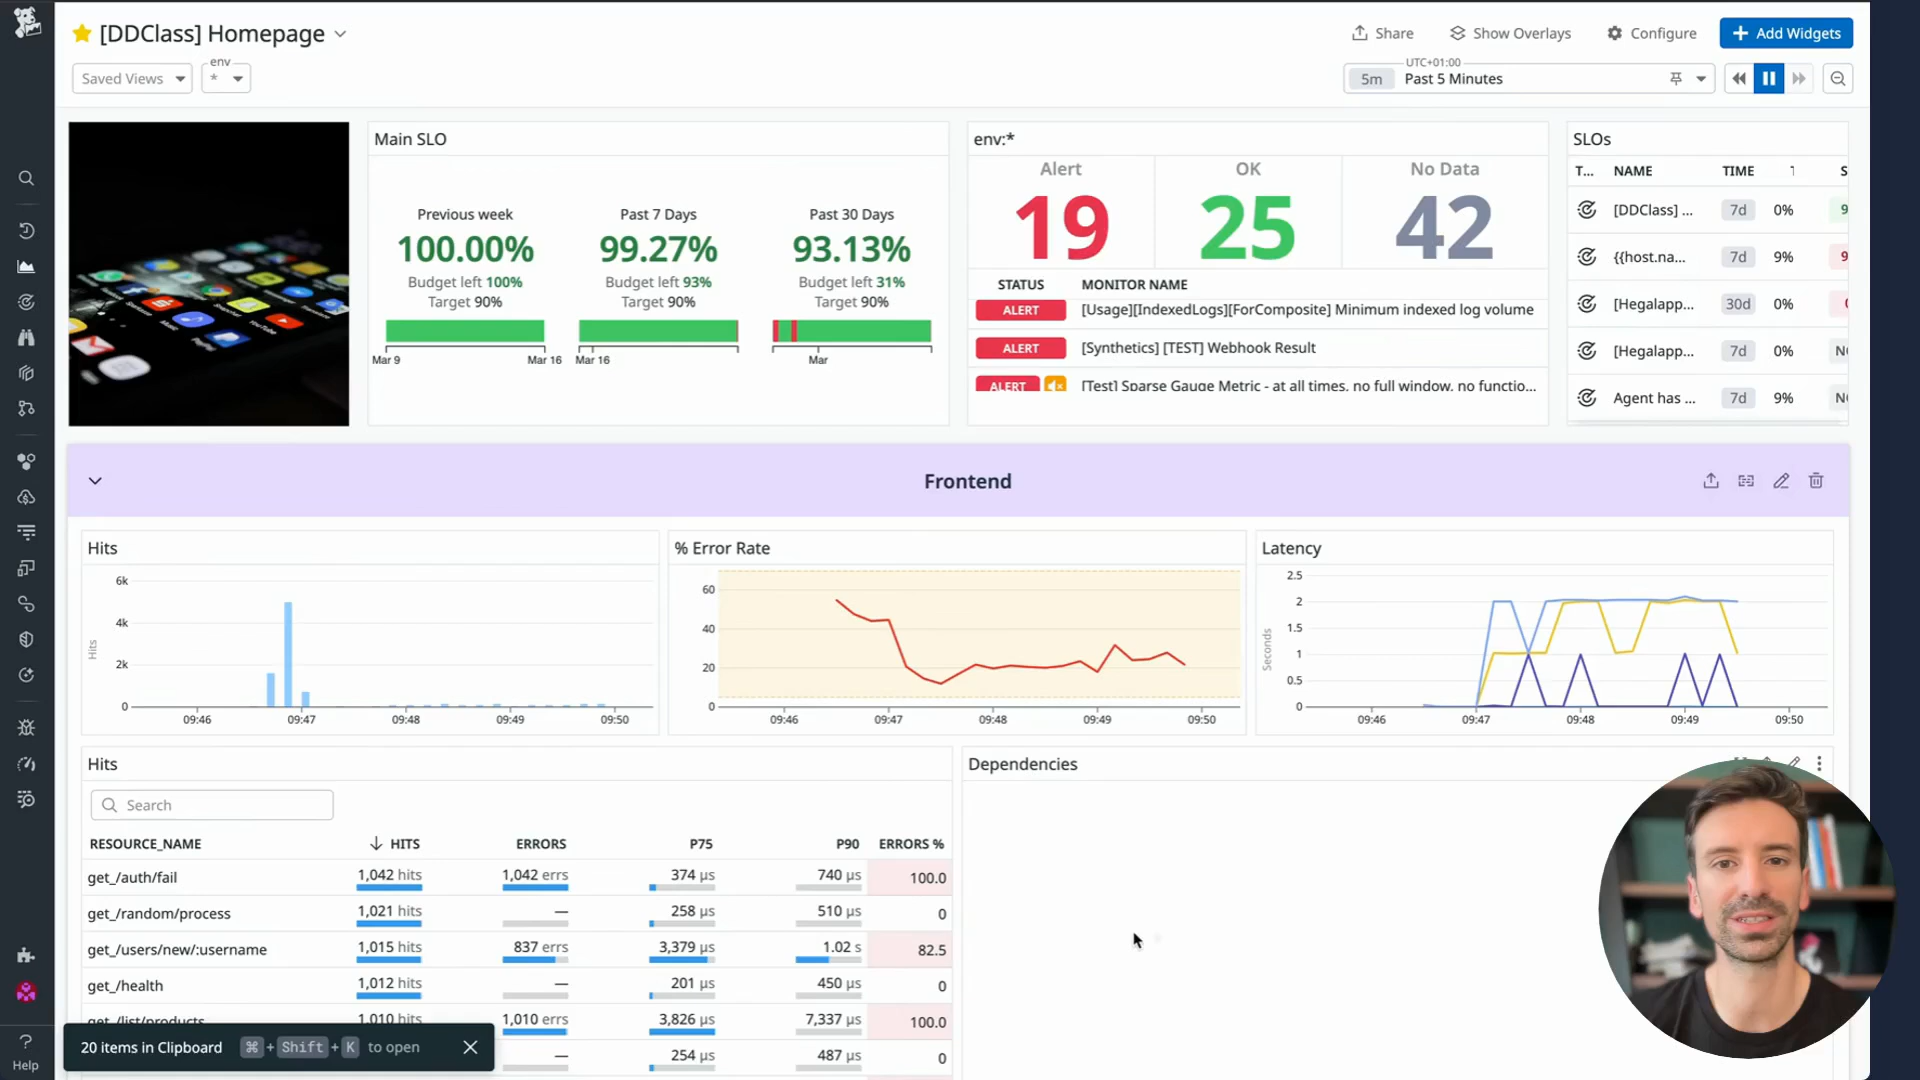 [DDClass] Homepage
Share
Show Overlays
Configure
Add Widgets
Saved Views
env
*
UTC+01:00
5m Past 5 Minutes
Main SLO
Previous week
100.00%
Budget left 100%
Target 90%
Mar 9
Mar 16
Past 7 Days
99.27%
Budget left 93%
Target 90%
Mar 16
Past 30 Days
93.13%
Budget left 31%
Target 90%
Mar
env:*
Alert
19
OK
25
No Data
42
STATUS MONITOR NAME
ALERT [Usage][IndexedLogs][ForComposite] Minimum indexed log volume
ALERT [Synthetics] [TEST] Webhook Result
ALERT [Test] Sparse Gauge Metric - at all times. no full window. no functio...
SLOs
T... NAME TIME
[DDClass] ... 7d 0% 9
{{host.na... 7d 9% 9
[Hegalapp... 30d 0%
[Hegalapp... 7d 0%
Agent has ... 7d 9%
Frontend
Hits
Hits
6k
4k
2k
0
09:46 09:47 09:48 09:49 09:50
% Error Rate
60
40
20
0
09:46 09:47 09:48 09:49 09:50
Latency
Seconds
2.5
2
1.5
1
0.5
0
09:46 09:47 09:48 09:49 09:50
Hits
Search
RESOURCE_NAME HITS ERRORS P75 P90 ERRORS %
get_/auth/fail 1,042 hits 1,042 errs 374 µs 740 µs 100.0
get_/random/process 1,021 hits — 258 µs 510 µs 0
get_/users/new/:username 1,015 hits 837 errs 3,379 µs 1.02 s 82.5
get_/health 1,012 hits — 201 µs 450 µs 0
get_/list/products 1,010 hits 1,010 errs 3,826 µs 7,337 µs 100.0
— 254 µs 487 µs 0
Dependencies
20 items in Clipboard ⌘ + Shift + K to open
Help